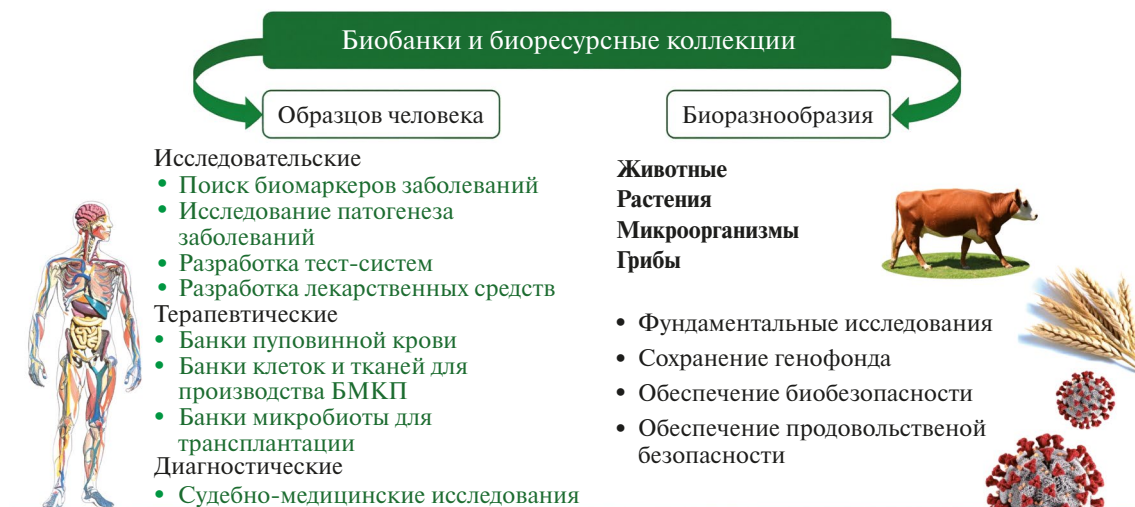 Биобанки и биоресурсные коллекции
Образцов человека
Исследовательские
• Поиск биомаркеров заболеваний
• Исследование патогенеза
заболеваний
• Разработка тест-систем
• Разработка лекарственных средств
Терапевтические
• Банки пуповинной крови
• Банки клеток и тканей для
производства БМКП
• Банки микробиоты для
трансплантации
Диагностические
• Судебно-медицинские исследования
Биоразнообразия
Животные
Растения
Микроорганизмы
Грибы
• Фундаментальные исследования
• Сохранение генофонда
• Обеспечение биобезопасности
• Обеспечение продовольственой
безопасности